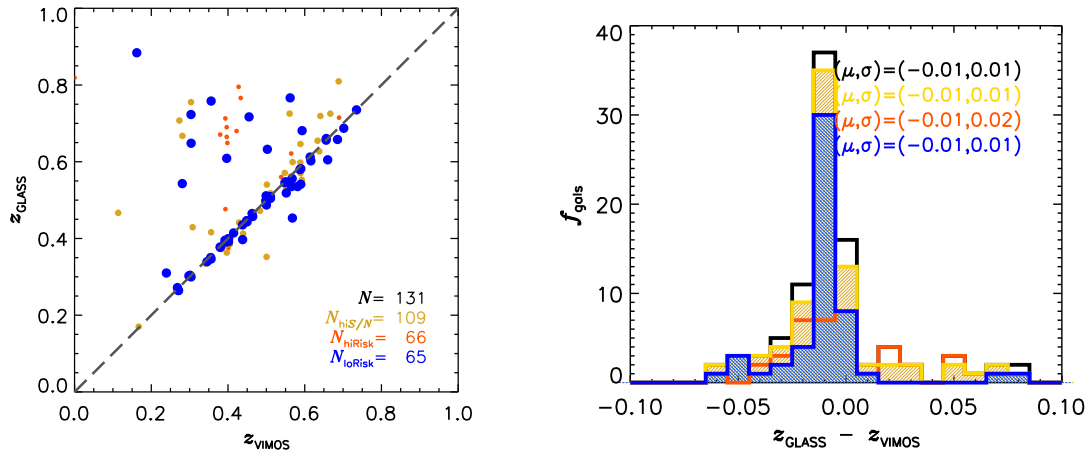 1.0
0.8
0.6
0.4
0.2
0.0
z_GLASS
N= 131
N_hiS/N= 109
N_hiRisk= 66
N_loRisk= 65
0.0 0.2 0.4 0.6 0.8 1.0
z_VIMOS
40
30
20
10
0
f_gals
(μ,σ)=(-0.01,0.01)
(μ,σ)=(-0.01,0.01)
(μ,σ)=(-0.01,0.02)
(μ,σ)=(-0.01,0.01)
-0.10 -0.05 0.00 0.05 0.10
z_GLASS - z_VIMOS